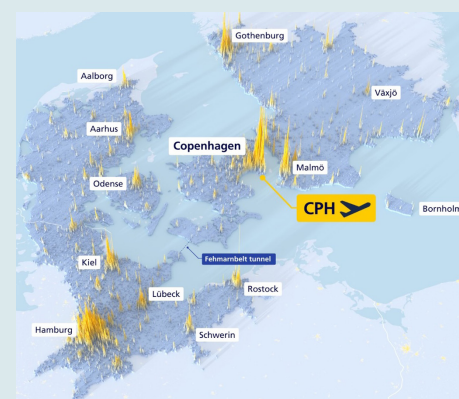 Gothenburg
Aalborg
Växjö
Aarhus
Copenhagen
Malmö
Odense
CPH
Bornholm
Fehmarnbelt tunnel
Kiel
Lübeck
Rostock
Hamburg
Schwerin